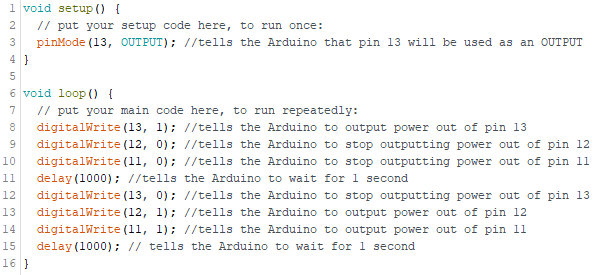 1 void setup() {
2 // put your setup code here, to run once:
3 pinMode(13, OUTPUT); //tells the Arduino that pin 13 will be used as an OUTPUT
4 }
5
6 void loop() {
7 // put your main code here, to run repeatedly:
8 digitalWrite(13, 1); //tells the Arduino to output power out of pin 13
9 digitalWrite(12, 0); //tells the Arduino to stop outputting power out of pin 12
10 digitalWrite(11, 0); //tells the Arduino to stop outputting power out of pin 11
11 delay(1000); //tells the Arduino to wait for 1 second
12 digitalWrite(13, 0); //tells the Arduino to stop outputting power out of pin 13
13 digitalWrite(12, 1); //tells the Arduino to output power out of pin 12
14 digitalWrite(11, 1); //tells the Arduino to output power out of pin 11
15 delay(1000); // tells the Arduino to wait for 1 second
16 }